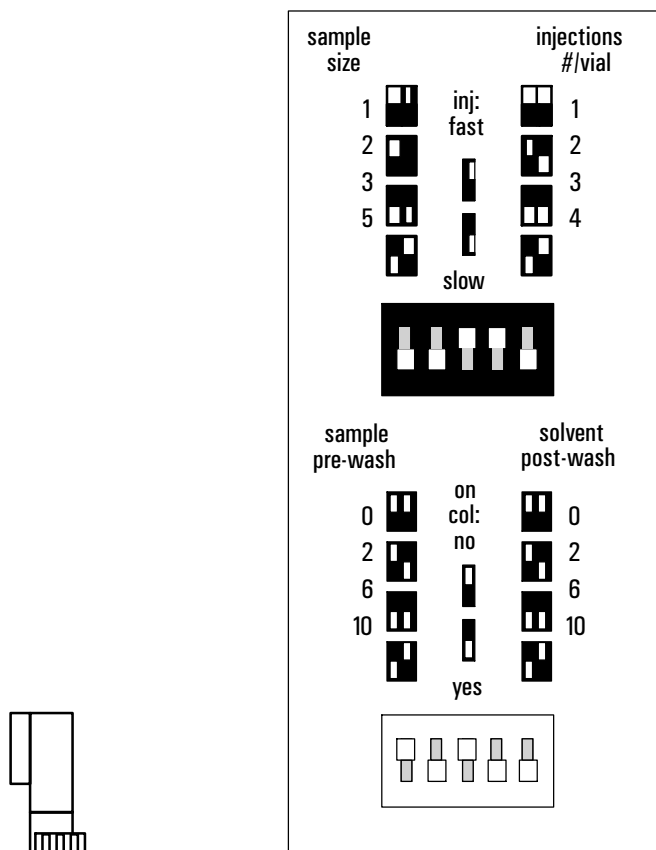 sample
size
1
2
3
5
inj:
fast
slow
injections
#/vial
1
2
3
4
sample
pre-wash
0
2
6
10
on
col:
no
yes
solvent
post-wash
0
2
6
10